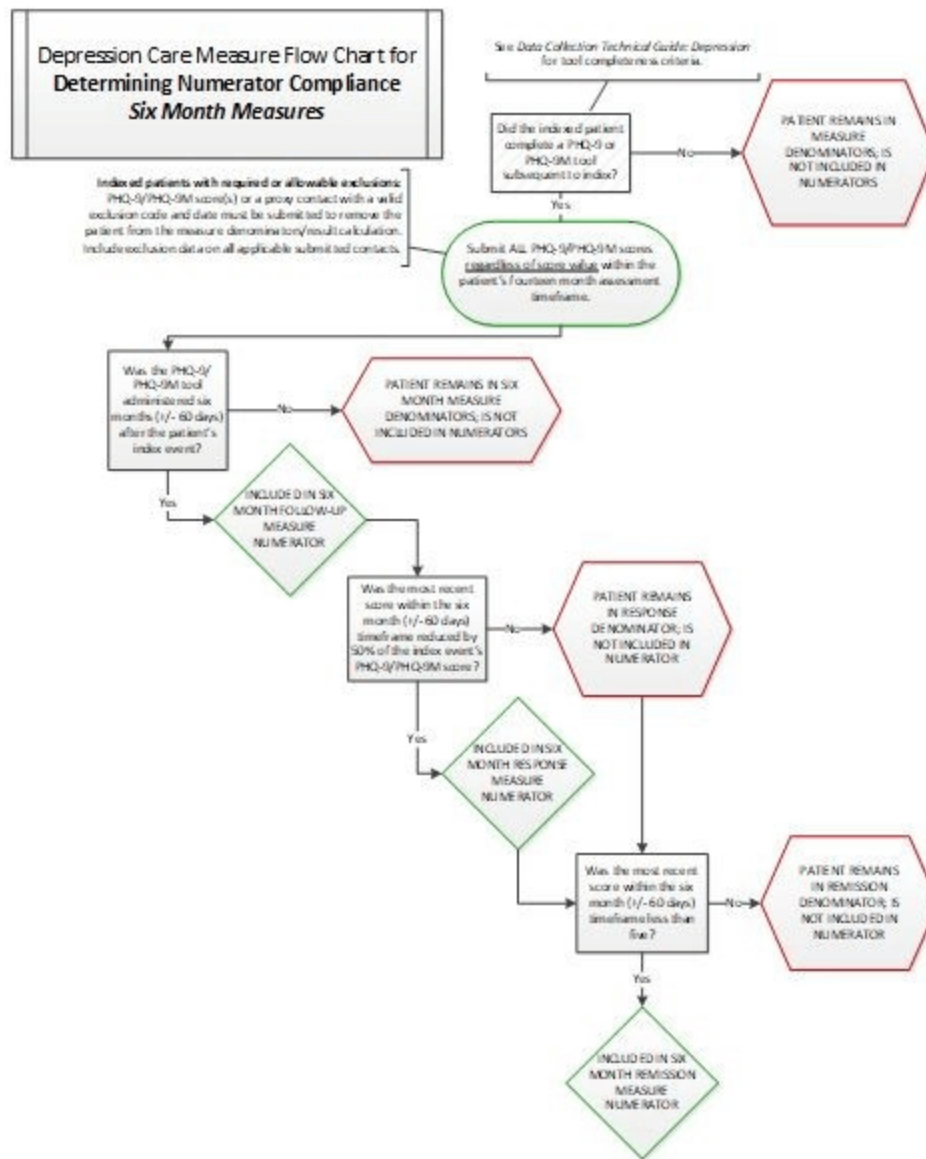 Depression Care Measure Flow Chart for
Determining Numerator Compliance
Six Month Measures
See Data Collection Technical Guide: Depression
for tool completeness criteria.
Did the indexed patient
complete a PHQ-9 or
PHQ-9M tool
subsequent to index?
No
PATIENT REMAINS IN
MEASURE
DENOMINATORS; IS
NOT INCLUDED IN
NUMERATORS
Yes
Indexed patients with required or allowable exclusions:
PHQ-9/PHQ-9M score(s) or a proxy contact with a valid
exclusion code and date must be submitted to remove the
patient from the measure denominators/result calculation.
Include exclusion data on all applicable submitted contacts.
Submit ALL PHQ-9/PHQ-9M scores
regardless of score value within the
patient's fourteen month assessment
timeframe.
Was the PHQ-9/
PHQ-9M tool
administered six
months (+/- 60 days)
after the patient's
index event?
No
PATIENT REMAINS IN SIX
MONTH MEASURE
DENOMINATORS; IS NOT
INCLUDED IN NUMERATORS
Yes
INCLUDED IN SIX
MONTH FOLLOW-UP
MEASURE
NUMERATOR
Was the most recent
score within the six
month (+/- 60 days)
timeframe reduced by
50% of the index event's
PHQ-9/PHQ-9M score?
No
PATIENT REMAINS
IN RESPONSE
DENOMINATOR; IS
NOT INCLUDED IN
NUMERATOR
Yes
INCLUDED IN SIX
MONTH RESPONSE
MEASURE
NUMERATOR
Was the most recent
score within the six
month (+/- 60 days)
timeframe less than
five?
No
PATIENT REMAINS
IN REMISSION
DENOMINATOR; IS
NOT INCLUDED IN
NUMERATOR
Yes
INCLUDED IN SIX
MONTH REMISSION
MEASURE
NUMERATOR